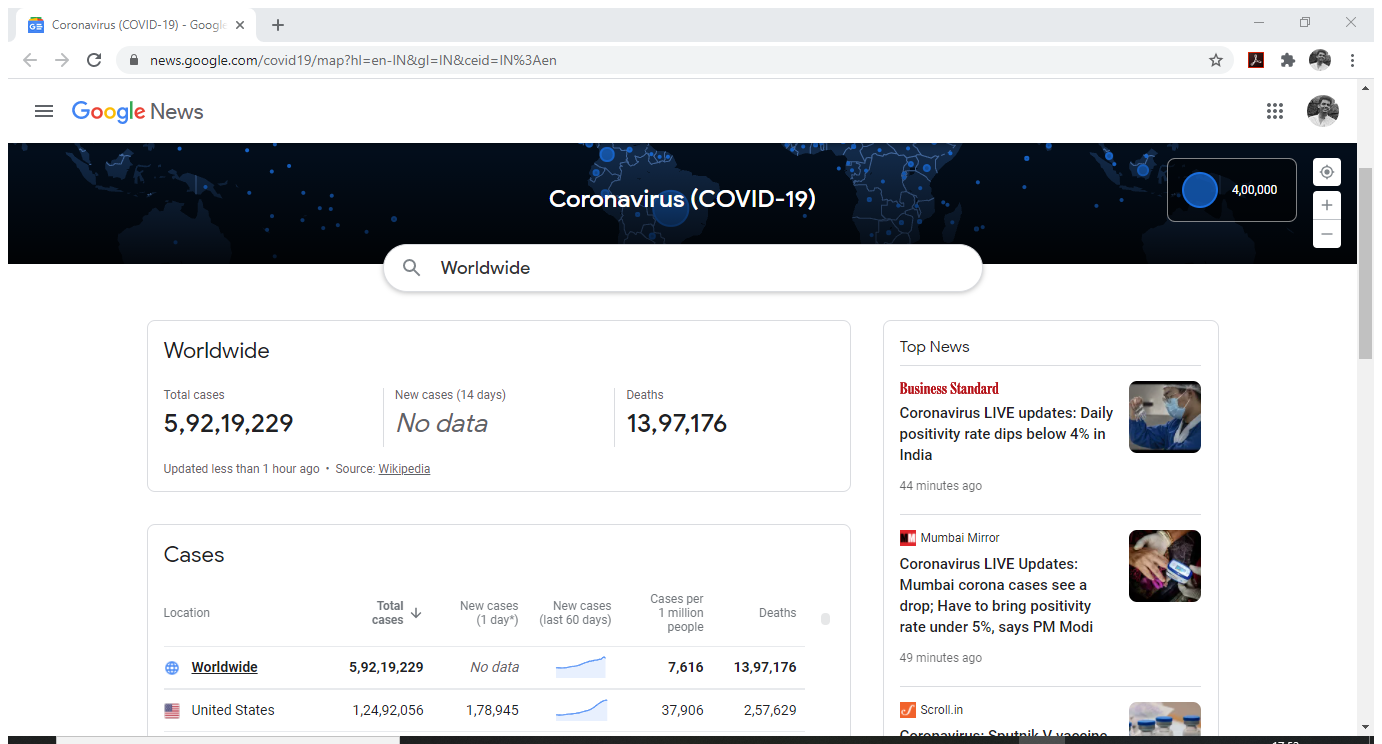 Coronavirus (COVID-19) - Google
news.google.com/covid19/map?hl=en-IN&gl=IN&ceid=IN%3Aen
Google News
Coronavirus (COVID-19)
4,00,000
Worldwide
Worldwide
Total cases
5,92,19,229
New cases (14 days)
No data
Deaths
13,97,176
Updated less than 1 hour ago • Source: Wikipedia
Cases
Location
Total
cases
New cases
(1 day*)
New cases
(last 60 days)
Cases per
1 million
people
Deaths
Worldwide 5,92,19,229 No data 7,616 13,97,176
United States 1,24,92,056 1,78,945 37,906 2,57,629
Top News
Business Standard
Coronavirus LIVE updates: Daily
positivity rate dips below 4% in
India
44 minutes ago
Mumbai Mirror
Coronavirus LIVE Updates:
Mumbai corona cases see a
drop; Have to bring positivity
rate under 5%, says PM Modi
49 minutes ago
Scroll.in
Coronavirus: Sputnik V vaccine